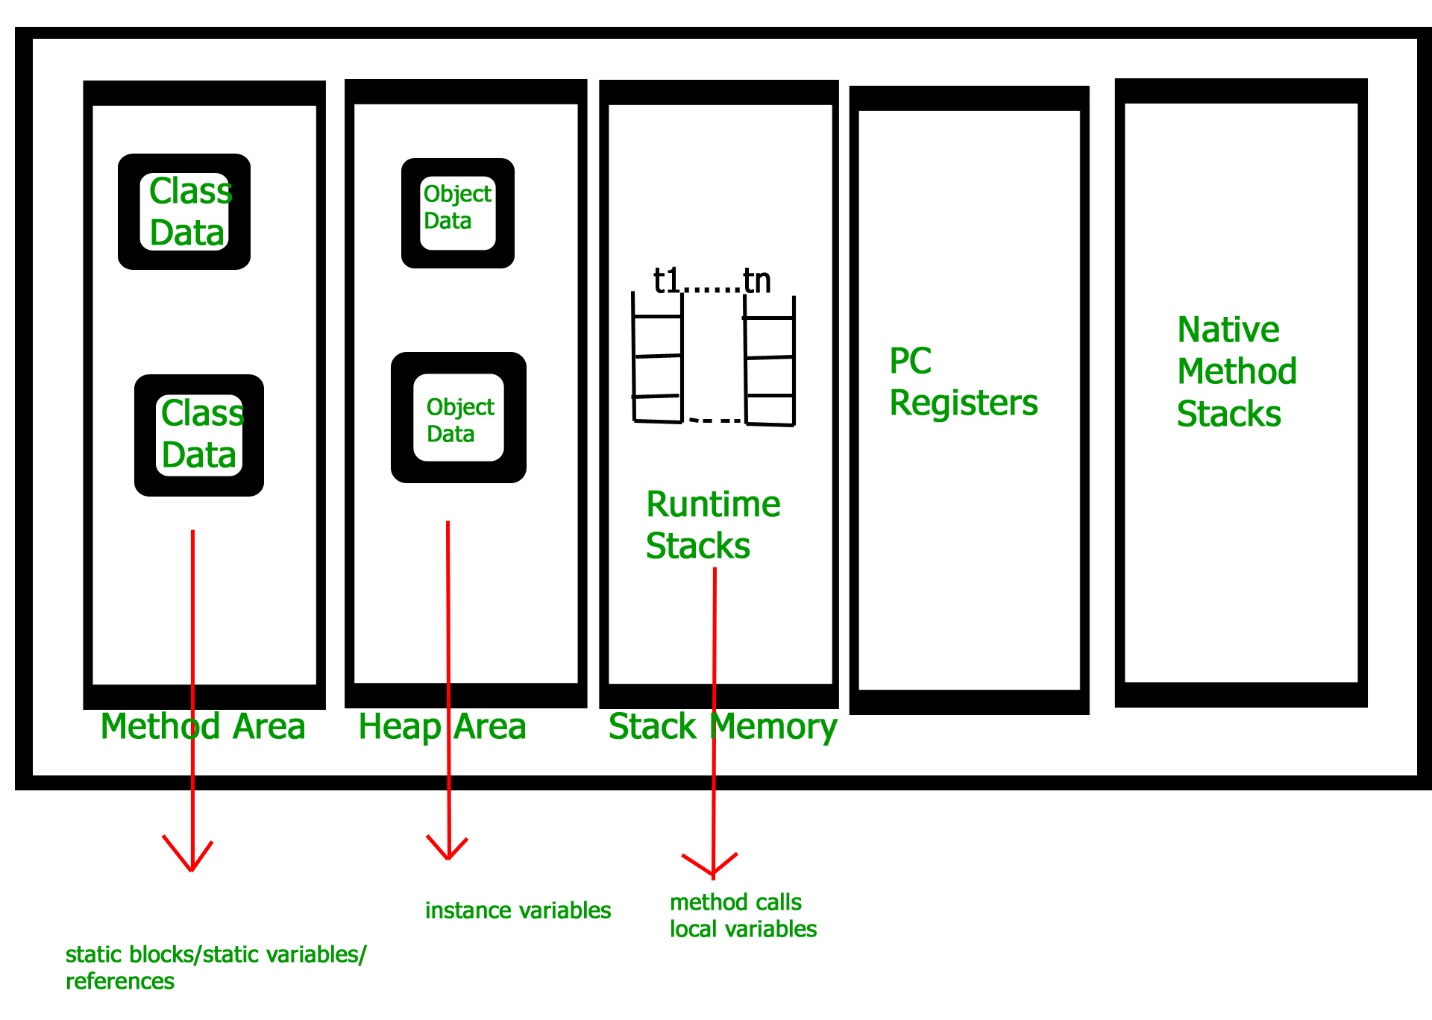 Class
Data
Class
Data
Method Area
static blocks/static variables/
references
Object
Data
Object
Data
Heap Area
instance variables
t1......tn
Runtime
Stacks
Stack Memory
method calls
local variables
PC
Registers
Native
Method
Stacks